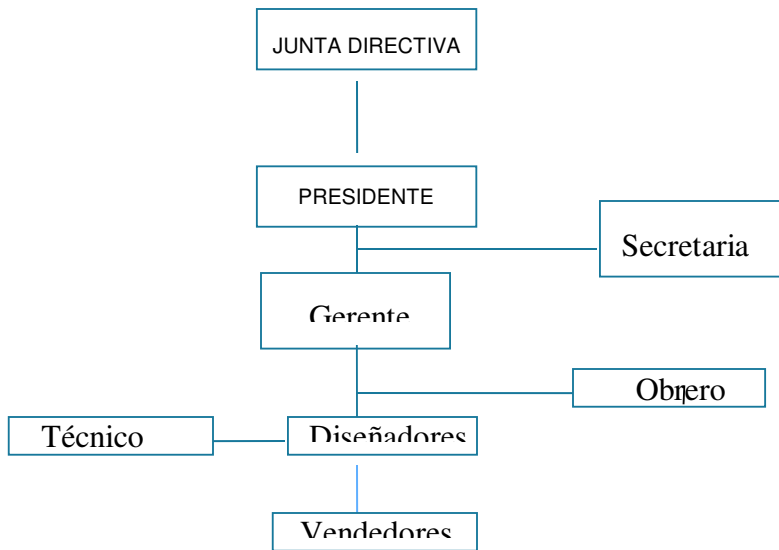 JUNTA DIRECTIVA
PRESIDENTE
Secretaria
Gerente
Obrero
Técnico
Diseñadores
Vendedores